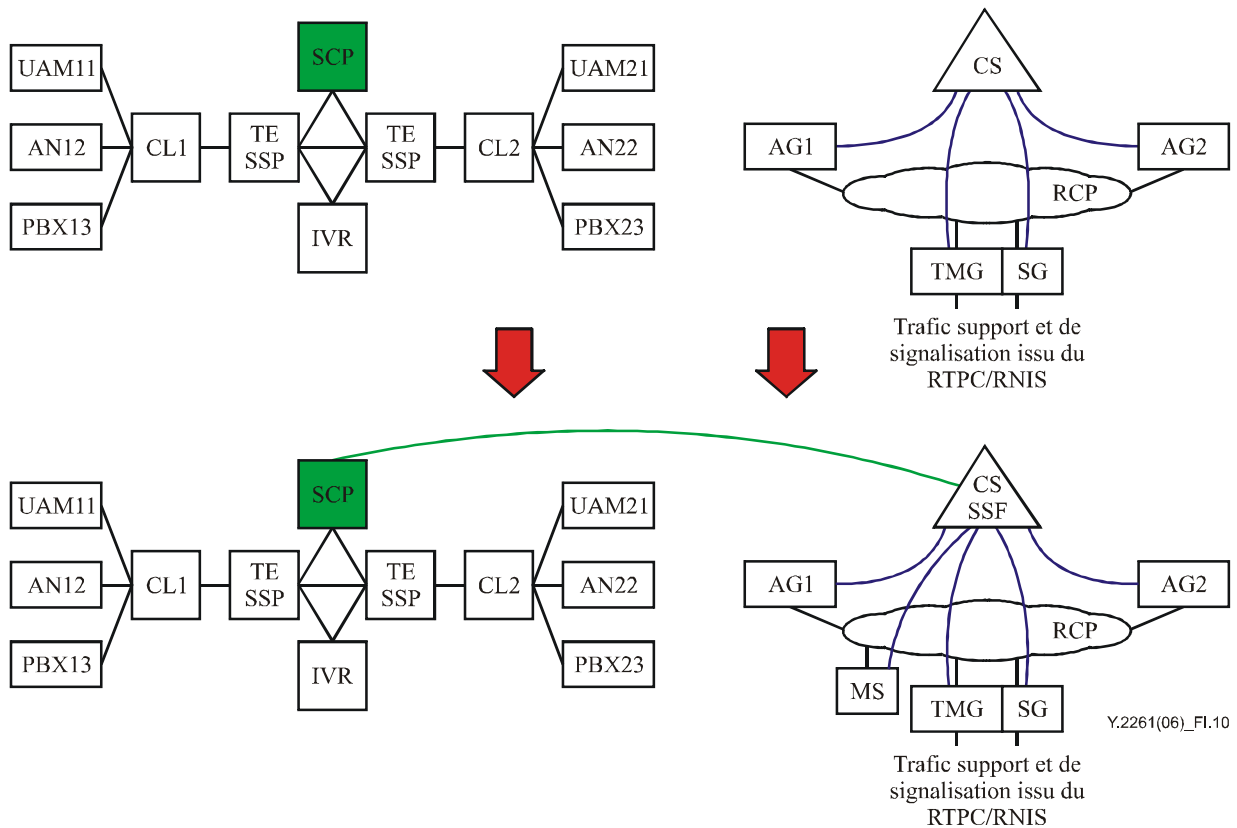 SCP
UAM11
UAM21
CS
AN12
CL1
TE
SSP
TE
SSP
CL2
AN22
AG1
AG2
RCP
PBX13
IVR
PBX23
TMG
SG
Trafic support et de
signalisation issu du
RTPC/RNIS
SCP
UAM11
UAM21
CS
SSF
AN12
CL1
TE
SSP
TE
SSP
CL2
AN22
AG1
AG2
RCP
PBX13
IVR
PBX23
MS
TMG
SG
Y.2261(06)_FI.10
Trafic support et de
signalisation issu du
RTPC/RNIS